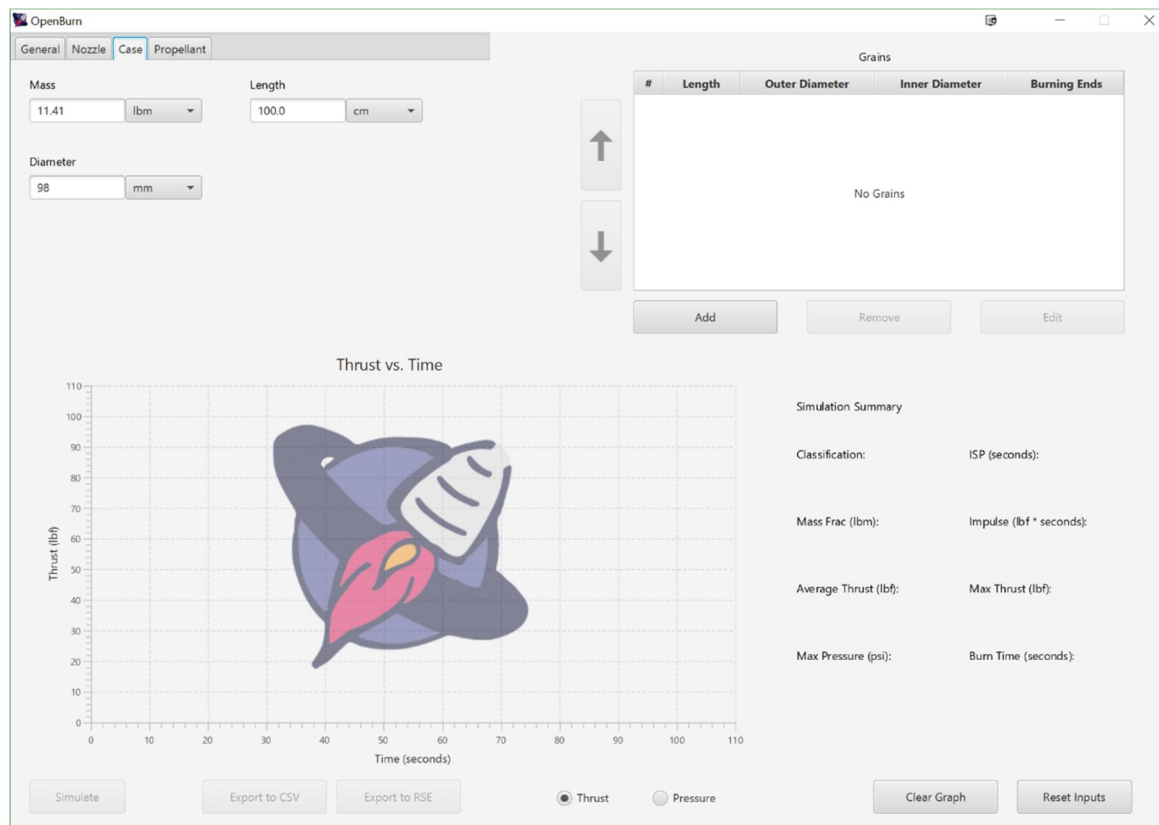 OpenBurn
General Nozzle Case Propellant
Mass
Length
11.41 lbm
100.0 cm
Diameter
98 mm
Grains
# Length Outer Diameter Inner Diameter Burning Ends
No Grains
Add Remove Edit
Thrust vs. Time
Thrust (lbf)
110
100
90
80
70
60
50
40
30
20
10
0
0 10 20 30 40 50 60 70 80 90 100 110
Time (seconds)
Simulation Summary
Classification: ISP (seconds):
Mass Frac (lbm): Impulse (lbf * seconds):
Average Thrust (lbf): Max Thrust (lbf):
Max Pressure (psi): Burn Time (seconds):
Simulate Export to CSV Export to RSE Thrust Pressure Clear Graph Reset Inputs